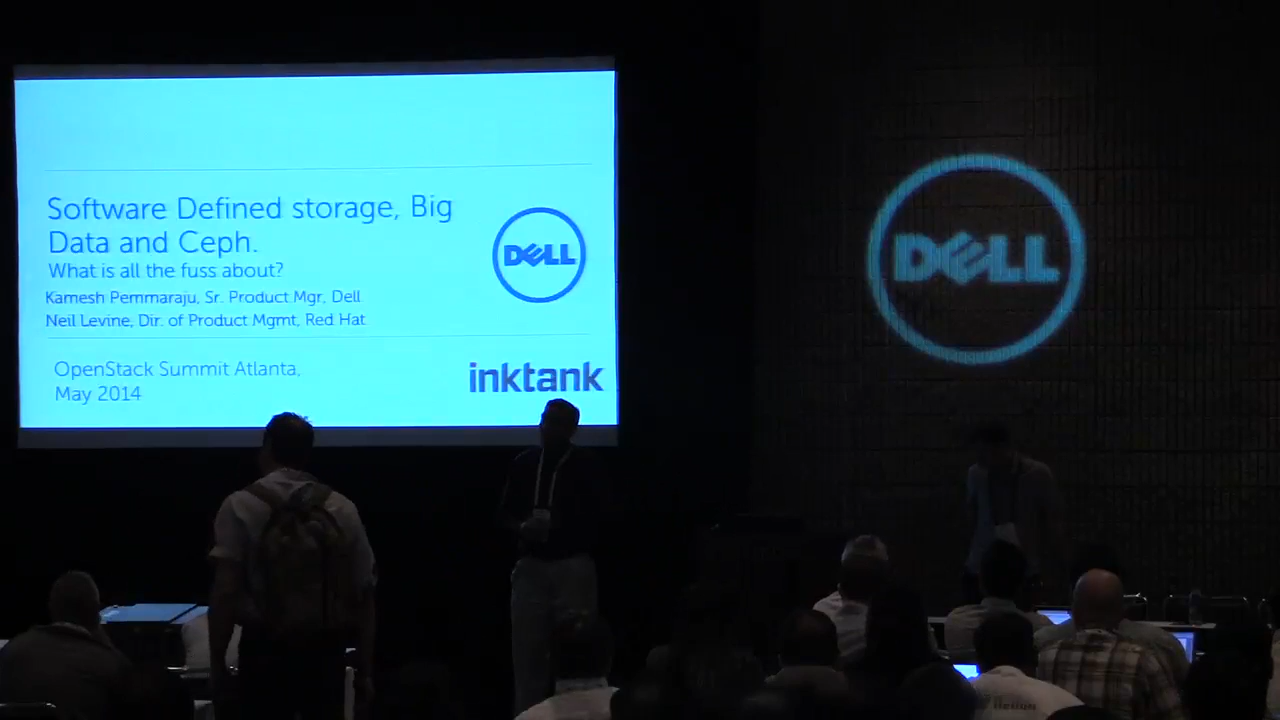 Software Defined storage, Big
Data and Ceph.
What is all the fuss about?
Kamesh Pemmaraju, Sr. Product Mgr, Dell
Neil Levine, Dir. of Product Mgmt, Red Hat
DELL
OpenStack Summit Atlanta,
May 2014
inktank
DELL
Helion